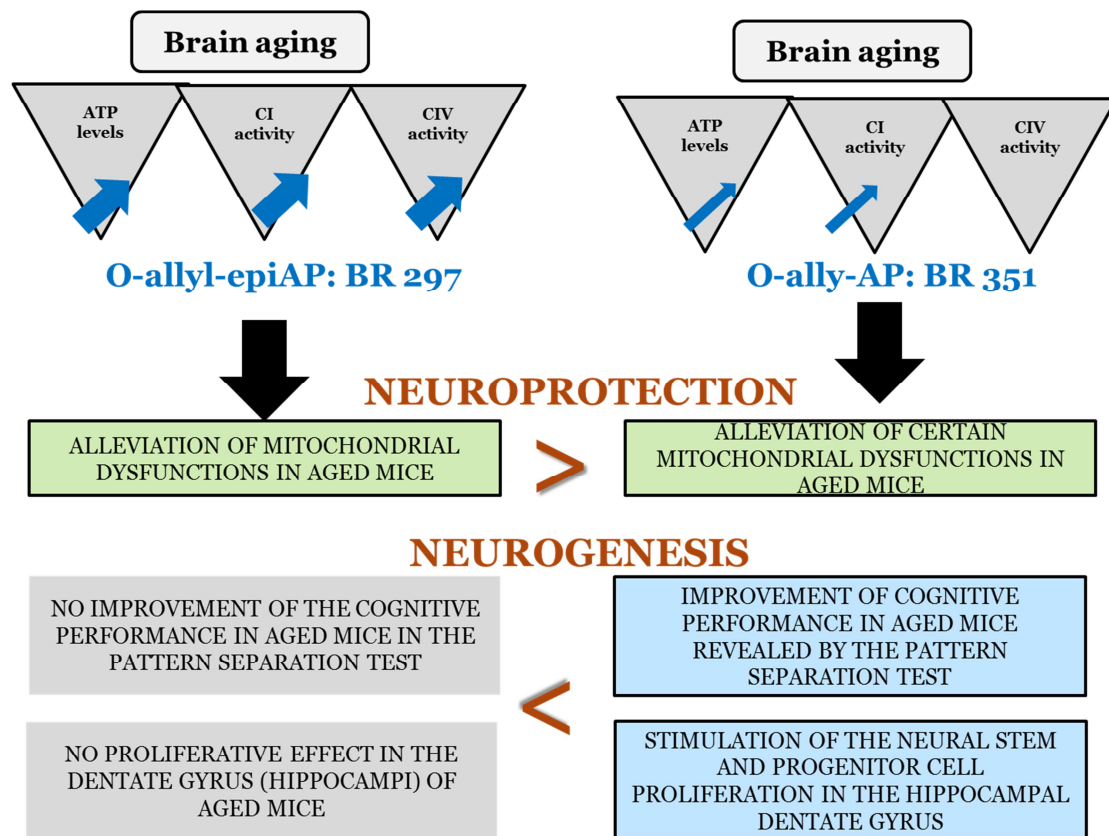 Brain aging
ATP
levels
CI
activity
CIV
activity
O-allyl-epiAP: BR 297
Brain aging
ATP
levels
CI
activity
CIV
activity
O-ally-AP: BR 351
NEUROPROTECTION
ALLEVIATION OF MITOCHONDRIAL
DYSFUNCTIONS IN AGED MICE
>
ALLEVIATION OF CERTAIN
MITOCHONDRIAL DYSFUNCTIONS IN
AGED MICE
NEUROGENESIS
NO IMPROVEMENT OF THE COGNITIVE
PERFORMANCE IN AGED MICE IN THE
PATTERN SEPARATION TEST
IMPROVEMENT OF COGNITIVE
PERFORMANCE IN AGED MICE
REVEALED BY THE PATTERN
SEPARATION TEST
<
NO PROLIFERATIVE EFFECT IN THE
DENTATE GYRUS (HIPPOCAMPI) OF
AGED MICE
STIMULATION OF THE NEURAL STEM
AND PROGENITOR CELL
PROLIFERATION IN THE HIPPOCAMPAL
DENTATE GYRUS